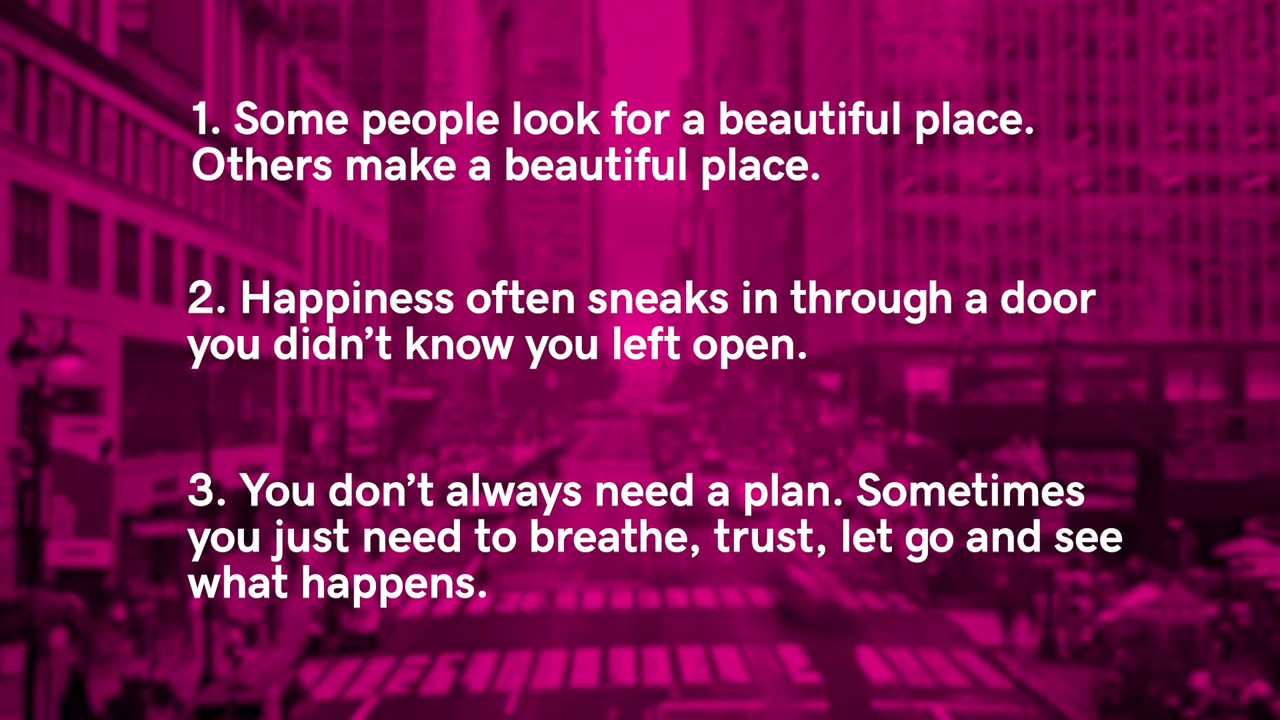 1. Some people look for a beautiful place.
Others make a beautiful place.
2. Happiness often sneaks in through a door
you didn’t know you left open.
3. You don’t always need a plan. Sometimes
you just need to breathe, trust, let go and see
what happens.